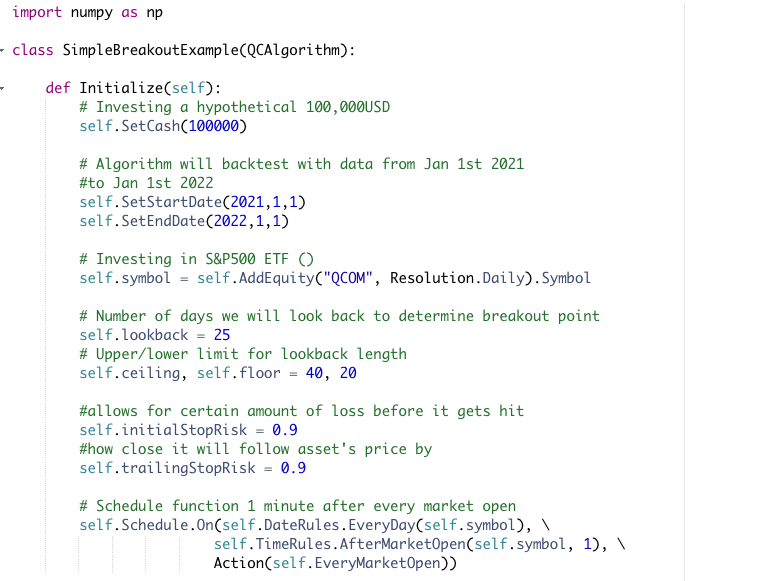 import numpy as np
class SimpleBreakoutExample(QCAlgorithm):
def Initialize(self):
# Investing a hypothetical 100,000USD
self.SetCash(100000)
# Algorithm will backtest with data from Jan 1st 2021
#to Jan 1st 2022
self.SetStartDate(2021,1,1)
self.SetEndDate(2022,1,1)
# Investing in S&P500 ETF ()
self.symbol = self.AddEquity("QCOM", Resolution.Daily).Symbol
# Number of days we will look back to determine breakout point
self.lookback = 25
# Upper/lower limit for lookback length
self.ceiling, self.floor = 40, 20
#allows for certain amount of loss before it gets hit
self.initialStopRisk = 0.9
#how close it will follow asset's price by
self.trailingStopRisk = 0.9
# Schedule function 1 minute after every market open
self.Schedule.On(self.DateRules.EveryDay(self.symbol), \
self.TimeRules.AfterMarketOpen(self.symbol, 1), \
Action(self.EveryMarketOpen))